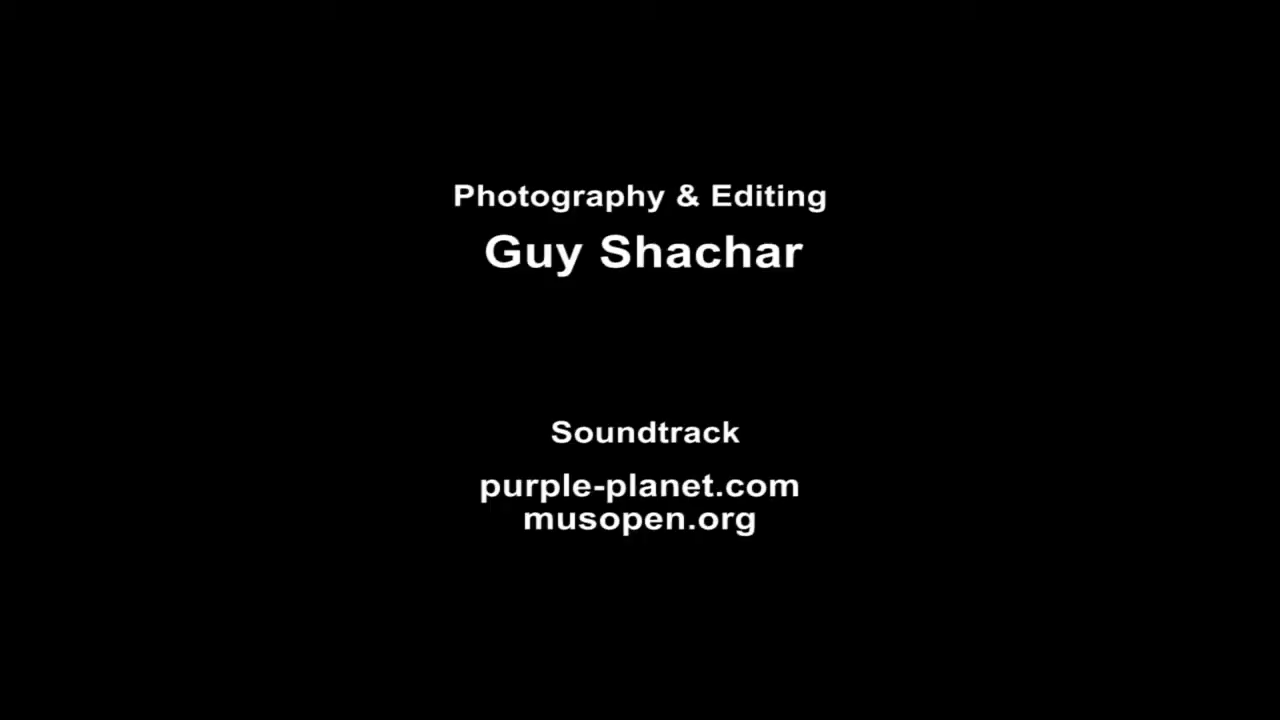 Photography & Editing
Guy Shachar
Soundtrack
purple-planet.com
musopen.org